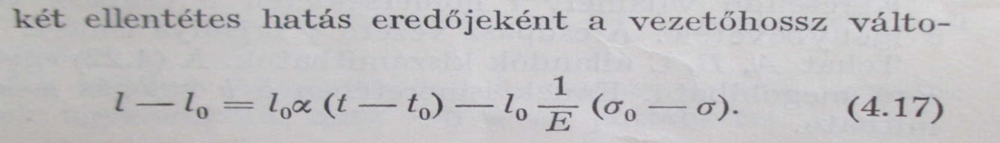 két ellentétes hatás eredőjeként a vezetőhossz válto-
l — l₀ = l₀α (t — t₀) — l₀ 1/E (σ₀ — σ). (4.17)